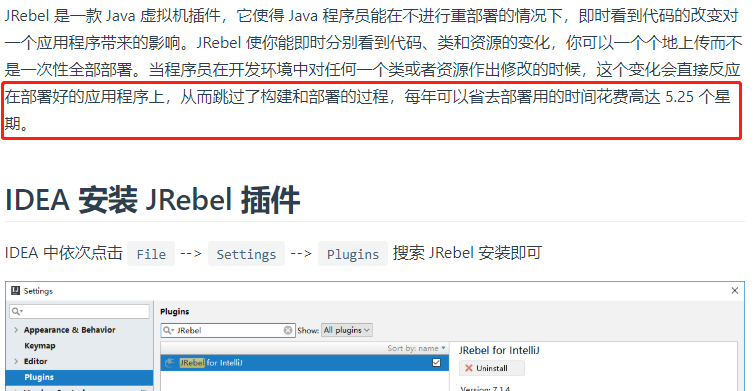 JRebel 是一款 Java 虚拟机插件，它使得 Java 程序员能在不进行重部署的情况下，即时看到代码的改变对
一个应用程序带来的影响。JRebel 使你能即时分别看到代码、类和资源的变化，你可以一个个地上传而不
是一次性全部部署。当程序员在开发环境中对任何一个类或者资源作出修改的时候，这个变化会直接反应
在部署好的应用程序上，从而跳过了构建和部署的过程，每年可以省去部署用的时间花费高达 5.25 个星
期。
IDEA 安装 JRebel 插件
IDEA 中依次点击 File --> Settings --> Plugins 搜索 JRebel 安装即可
Settings
Appearance & Behavior
Keymap
Editor
Plugins
Plugins
JRebel
Show: All plugins
Sort by: name
JRebel for IntelliJ
JRebel for IntelliJ
Uninstall
Version: 7.1.4